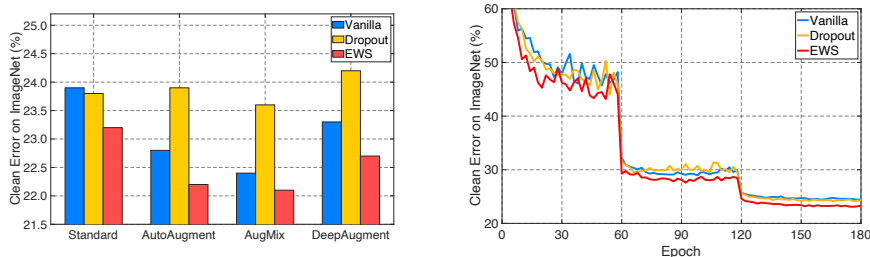 Clean Error on ImageNet (%)
25.0
24.5
24.0
23.5
23.0
22.5
22.0
21.5
Vanilla
Dropout
EWS
Standard AutoAugment AugMix DeepAugment
Clean Error on ImageNet (%)
60
50
40
30
20
Vanilla
Dropout
EWS
0 30 60 90 120 150 180
Epoch